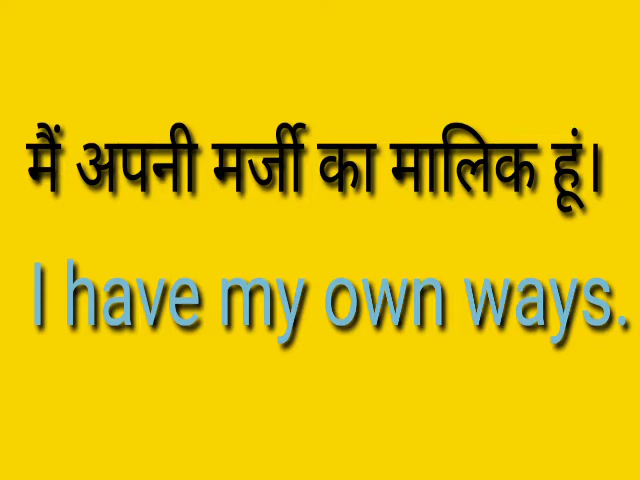 मैं अपनी मर्जी का मालिक हूं।
I have my own ways.